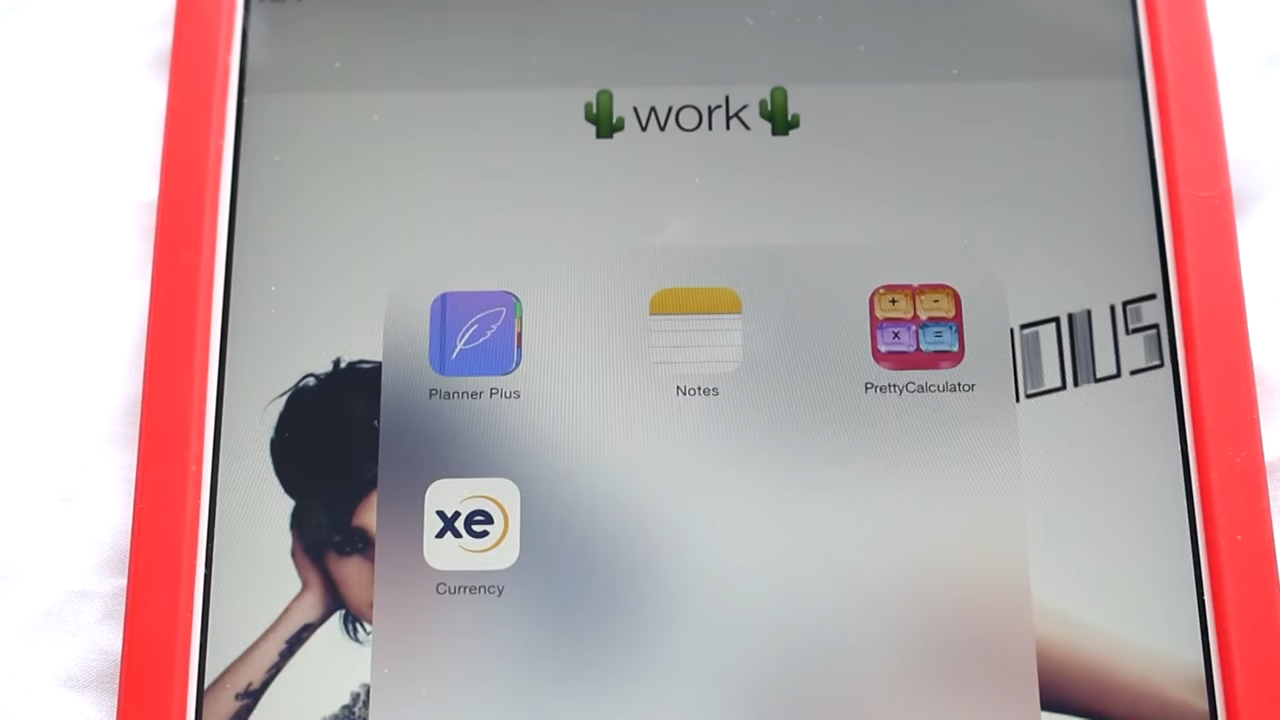 🌵work🌵
Planner Plus
Notes
+ -
x =
PrettyCalculator
xe
Currency